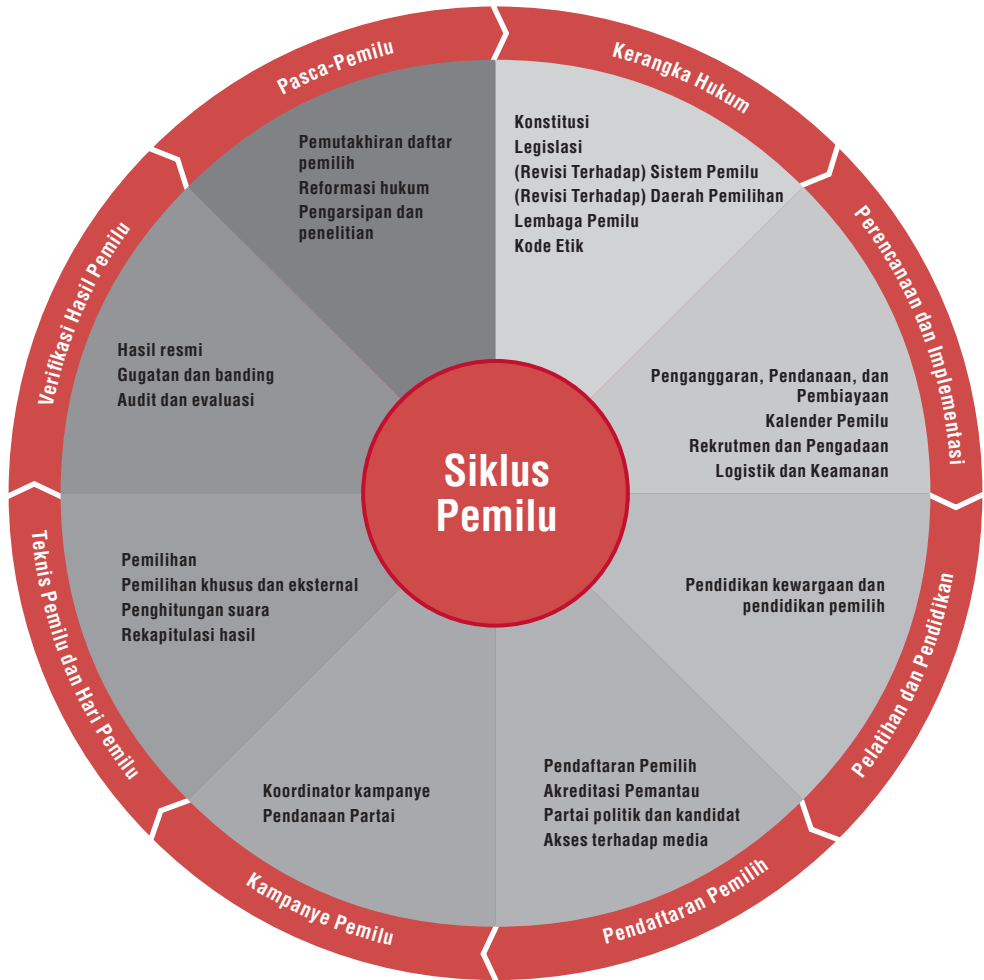 Siklus
Pemilu
Kerangka Hukum
Konstitusi
Legislasi
(Revisi Terhadap) Sistem Pemilu
(Revisi Terhadap) Daerah Pemilihan
Lembaga Pemilu
Kode Etik
Perencanaan dan Implementasi
Penganggaran, Pendanaan, dan
Pembiayaan
Kalender Pemilu
Rekrutmen dan Pengadaan
Logistik dan Keamanan
Pelatihan dan Pendidikan
Pendidikan kewargaan dan
pendidikan pemilih
Pendaftaran Pemilih
Pendaftaran Pemilih
Akreditasi Pemantau
Partai politik dan kandidat
Akses terhadap media
Kampanye Pemilu
Koordinator kampanye
Pendanaan Partai
Teknis Pemilu dan Hari Pemilu
Pemilihan
Pemilihan khusus dan eksternal
Penghitungan suara
Rekapitulasi hasil
Verifikasi Hasil Pemilu
Hasil resmi
Gugatan dan banding
Audit dan evaluasi
Pasca-Pemilu
Pemutakhiran daftar
pemilih
Reformasi hukum
Pengarsipan dan
penelitian